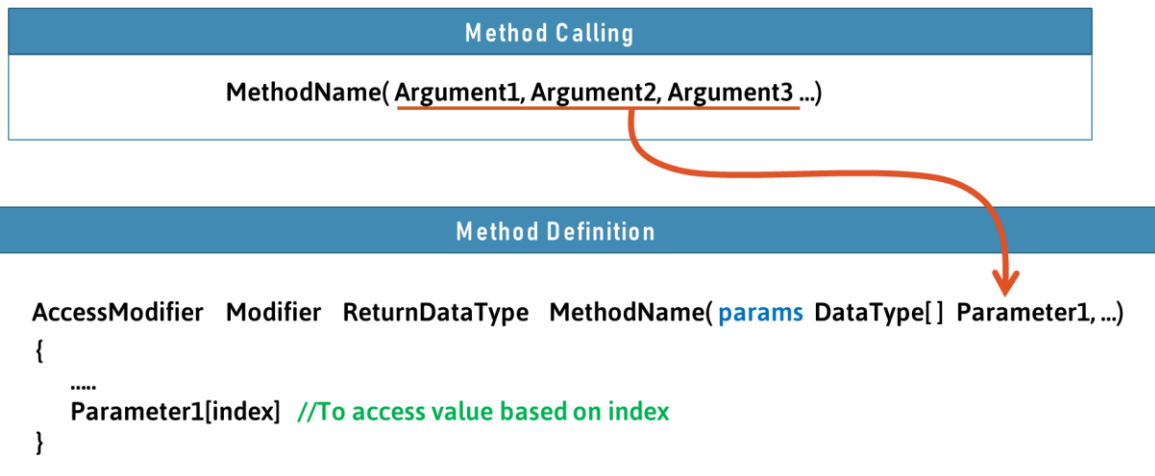 Method Calling
MethodName( Argument1, Argument2, Argument3 ...)
Method Definition
AccessModifier Modifier ReturnDataType MethodName( params DataType[ ] Parameter1, ...)
{
.....
Parameter1[index] //To access value based on index
}